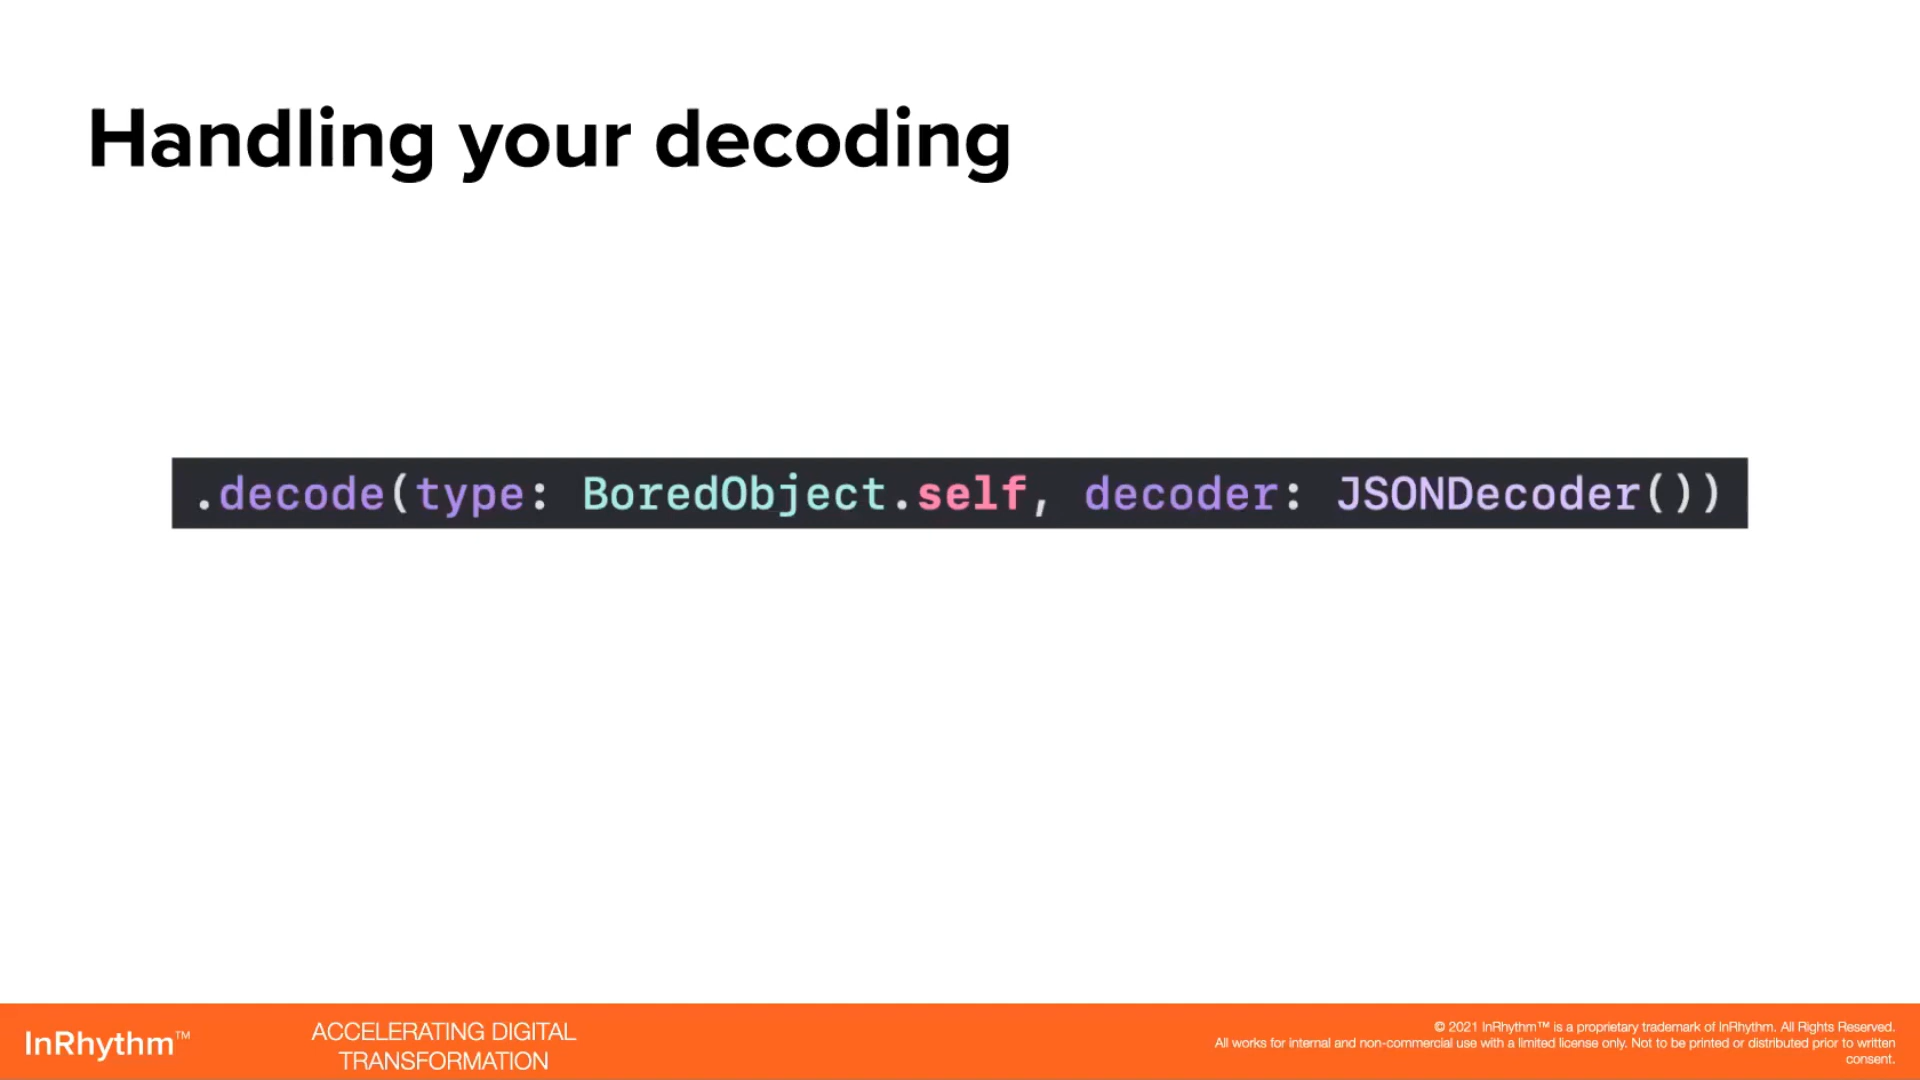 Handling your decoding
.decode(type: BoredObject.self, decoder: JSONDecoder())
InRhythm™
ACCELERATING DIGITAL
TRANSFORMATION
© 2021 InRhythm™ is a proprietary trademark of InRhythm. All Rights Reserved.
All works for internal and non-commercial use with a limited license only. Not to be printed or distributed prior to written
consent.